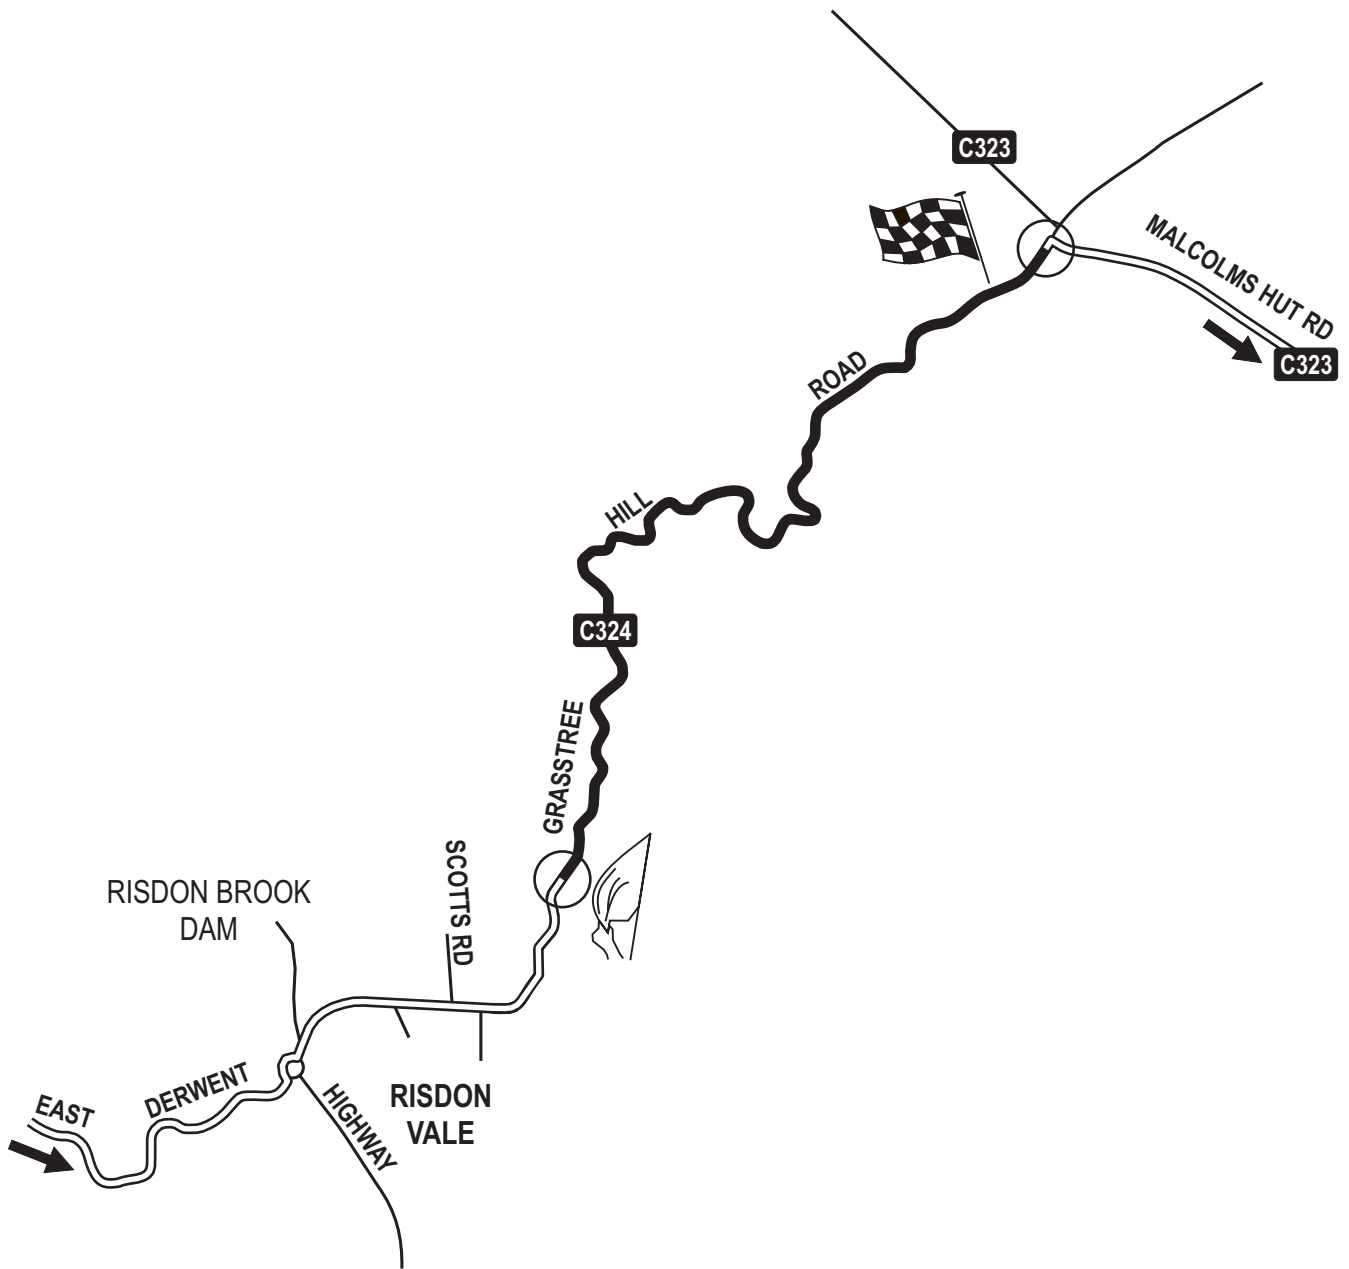 C323
MALCOLMS HUT RD
C323
ROAD
HILL
C324
GRASSTREE
SCOTTS RD
RISDON BROOK
DAM
EAST
DERWENT
HIGHWAY
RISDON
VALE